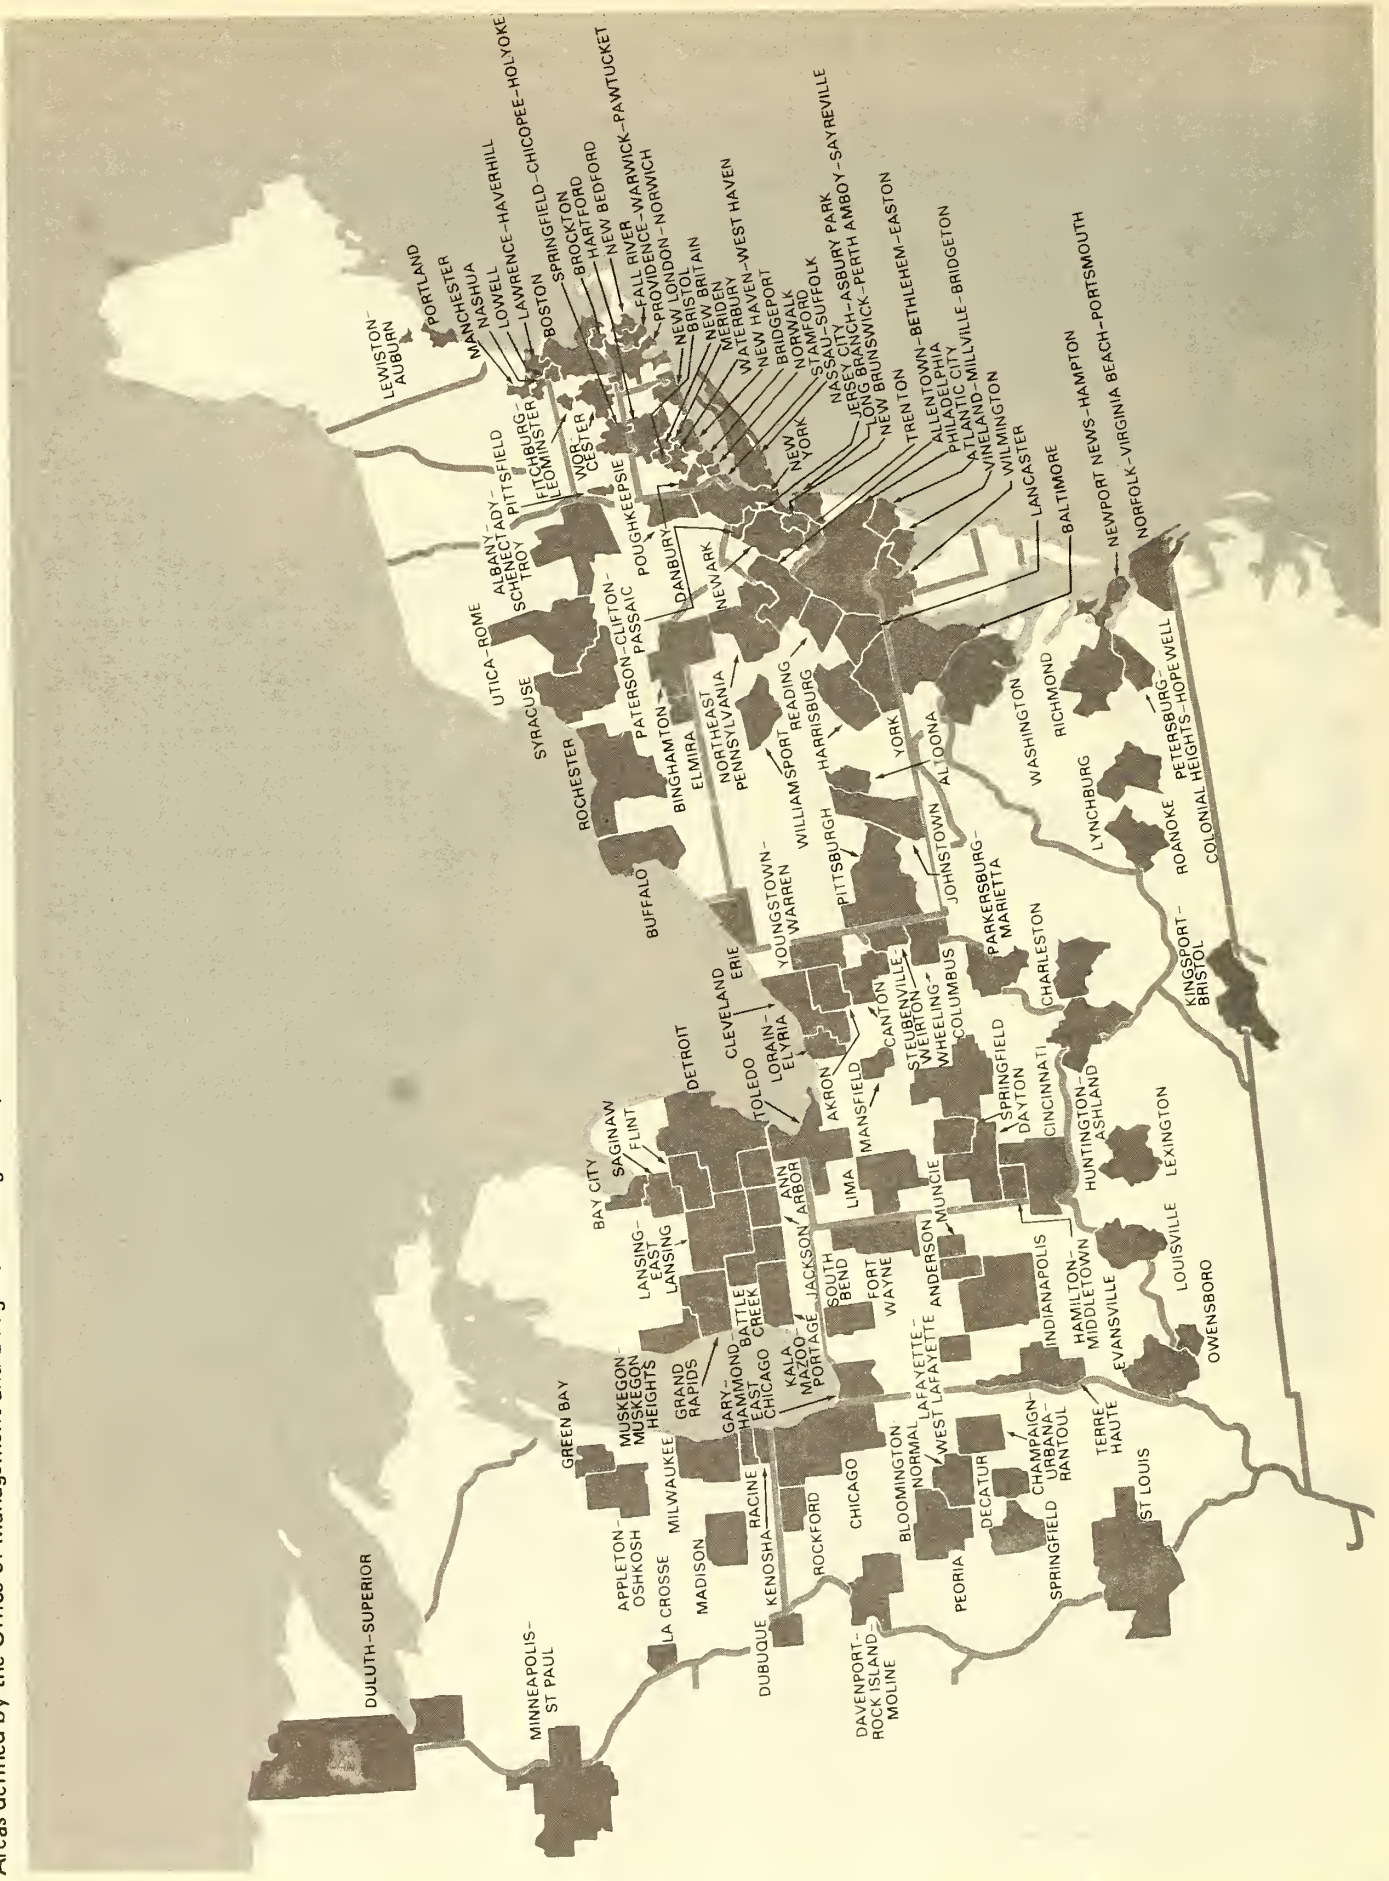 Areas defined by the Office of Management and Budget
DULUTH–SUPERIOR
MINNEAPOLIS–
ST PAUL
LA CROSSE
APPLETON–
OSHKOSH
GREEN BAY
MADISON
MILWAUKEE
RACINE
KENOSHA
DUBUQUE
ROCKFORD
CHICAGO
DAVENPORT–
ROCK ISLAND–
MOLINE
PEORIA
BLOOMINGTON–
NORMAL
DECATUR
SPRINGFIELD
CHAMPAIGN–
URBANA–
RANTOUL
ST LOUIS
MUSKEGON–
MUSKEGON
HEIGHTS
GRAND
RAPIDS
GARY–
HAMMOND–
EAST
CHICAGO
BATTLE
CREEK
KALA
MAZOO–
PORTAGE
JACKSON
ANN
ARBOR
LANSING–
EAST
LANSING
BAY CITY
SAGINAW
FLINT
DETROIT
TOLEDO
SOUTH
BEND
FORT
WAYNE
LAFAYETTE–
WEST LAFAYETTE
ANDERSON
MUNCIE
INDIANAPOLIS
TERRE
HAUTE
HAMILTON–
MIDDLETOWN
EVANSVILLE
OWENSBORO
LOUISVILLE
LEXINGTON
HUNTINGTON–
ASHLAND
CINCINNATI
DAYTON
SPRINGFIELD
LIMA
MANSFIELD
AKRON
LORAIN–
ELYRIA
CLEVELAND
CANTON
STEUBENVILLE–
WEIRTON
WHEELING
COLUMBUS
ERIE
YOUNGSTOWN–
WARREN
PARKERSBURG–
MARIETTA
CHARLESTON
KINGSPORT–
BRISTOL
BUFFALO
ROCHESTER
SYRACUSE
UTICA–ROME
BINGHAMTON
ELMIRA
NORTHEAST
PENNSYLVANIA
WILLIAMSPORT
READING
HARRISBURG
PITTSBURGH
JOHNSTOWN
ALTOONA
YORK
WASHINGTON
RICHMOND
LYNCHBURG
ROANOKE
PETERSBURG–
COLONIAL HEIGHTS–HOPEWELL
ALBANY–
SCHENECTADY–
TROY
PITTSFIELD
FITCHBURG–
LEOMINSTER
WOR–
CESTER
POUGHKEEPSIE
DANBURY
PATERSON–CLIFTON–
PASSAIC
NEWARK
LEWISTON–
AUBURN
PORTLAND
MANCHESTER
NASHUA
LOWELL
LAWRENCE–HAVERHILL
BOSTON
SPRINGFIELD–CHICOPEE–HOLYOKE
BROCKTON
HARTFORD
NEW BEDFORD
FALL RIVER
PROVIDENCE–WARWICK–PAWTUCKET
NEW LONDON–NORWICH
BRISTOL
NEW BRITAIN
MERIDEN
WATERBURY
NEW HAVEN–WEST HAVEN
BRIDGEPORT
NORWALK
STAMFORD
NASSAU–SUFFOLK
NEW
YORK
JERSEY CITY
LONG BRANCH–ASBURY PARK
NEW BRUNSWICK–PERTH AMBOY–SAYREVILLE
TRENTON
ALLENTOWN–BETHLEHEM–EASTON
PHILADELPHIA
ATLANTIC CITY
VINELAND–MILLVILLE–BRIDGETON
WILMINGTON
LANCASTER
BALTIMORE
NEWPORT NEWS–HAMPTON
NORFOLK–VIRGINIA BEACH–PORTSMOUTH